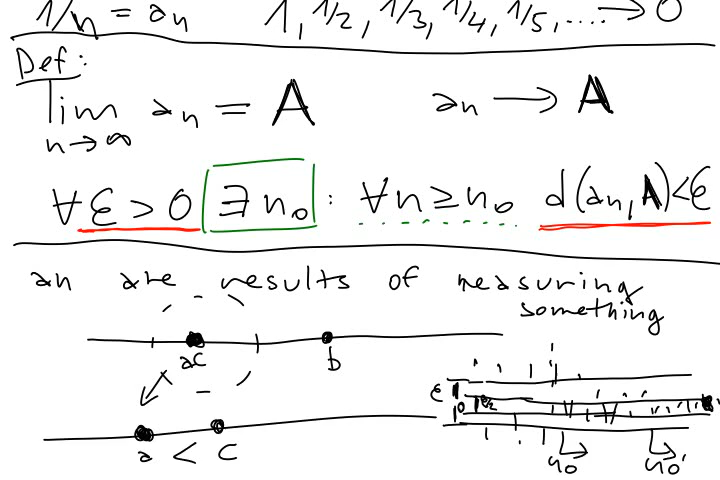 1/n = an 1, 1/2, 1/3, 1/4, 1/5, .... → 0
Def:
lim an = A an → A
n→∞
∀ε>0 ∃n₀ : ∀n≥n₀ d(an, A)<ε
an are results of measuring
something
ac b
ε
0
a < c
n₀ n₀'